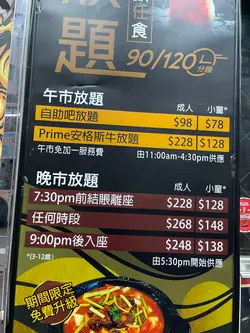 任食
放題
90/120分鐘
午市放題 成人 小童*
自助吧放題 $98 $78
Prime安格斯牛放題 $228 $128
午市免加一服務費 由11:00am-4:30pm供應
晚市放題 成人 小童*
7:30pm前結賬離座 $228 $128
任何時段 $268 $148
9:00pm後入座 $248 $138
*(3-12歲) 由5:30pm開始供應
期間限定
免費升級